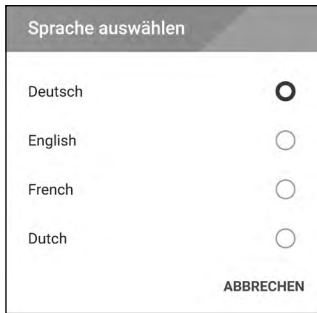 Sprache auswählen
Deutsch
English
French
Dutch
ABBRECHEN